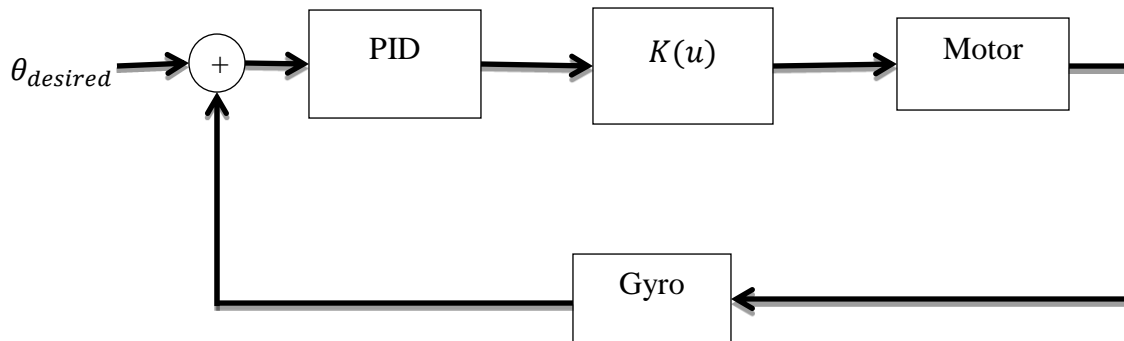 θ_desired
+
PID
K(u)
Motor
Gyro